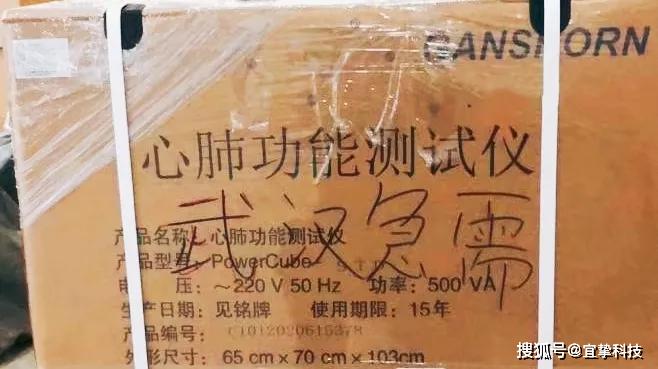 GANSHORN
心肺功能测试仪
武汉急需
产品名称：心肺功能测试仪
产品型号：PowerCube
电 压：～220 V 50 Hz 功率：500 VA
生产日期：见铭牌 使用期限：15年
产品编号：
外形尺寸：65 cm × 70 cm × 103cm
搜狐号@宜挚科技